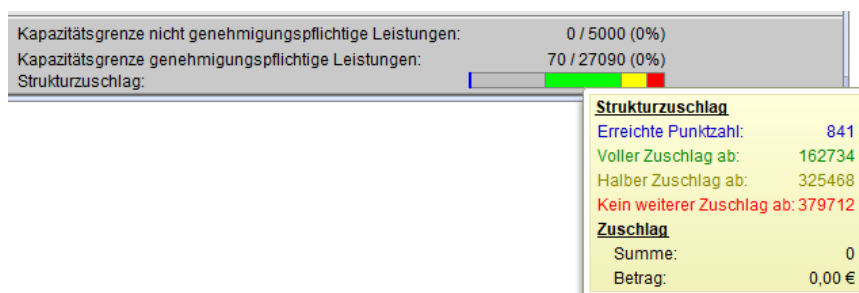 Kapazitätsgrenze nicht genehmigungspflichtige Leistungen: 0 / 5000 (0%)
Kapazitätsgrenze genehmigungspflichtige Leistungen: 70 / 27090 (0%)
Strukturzuschlag:
Strukturzuschlag
Erreichte Punktzahl: 841
Voller Zuschlag ab: 162734
Halber Zuschlag ab: 325468
Kein weiterer Zuschlag ab: 379712
Zuschlag
Summe: 0
Betrag: 0,00 €